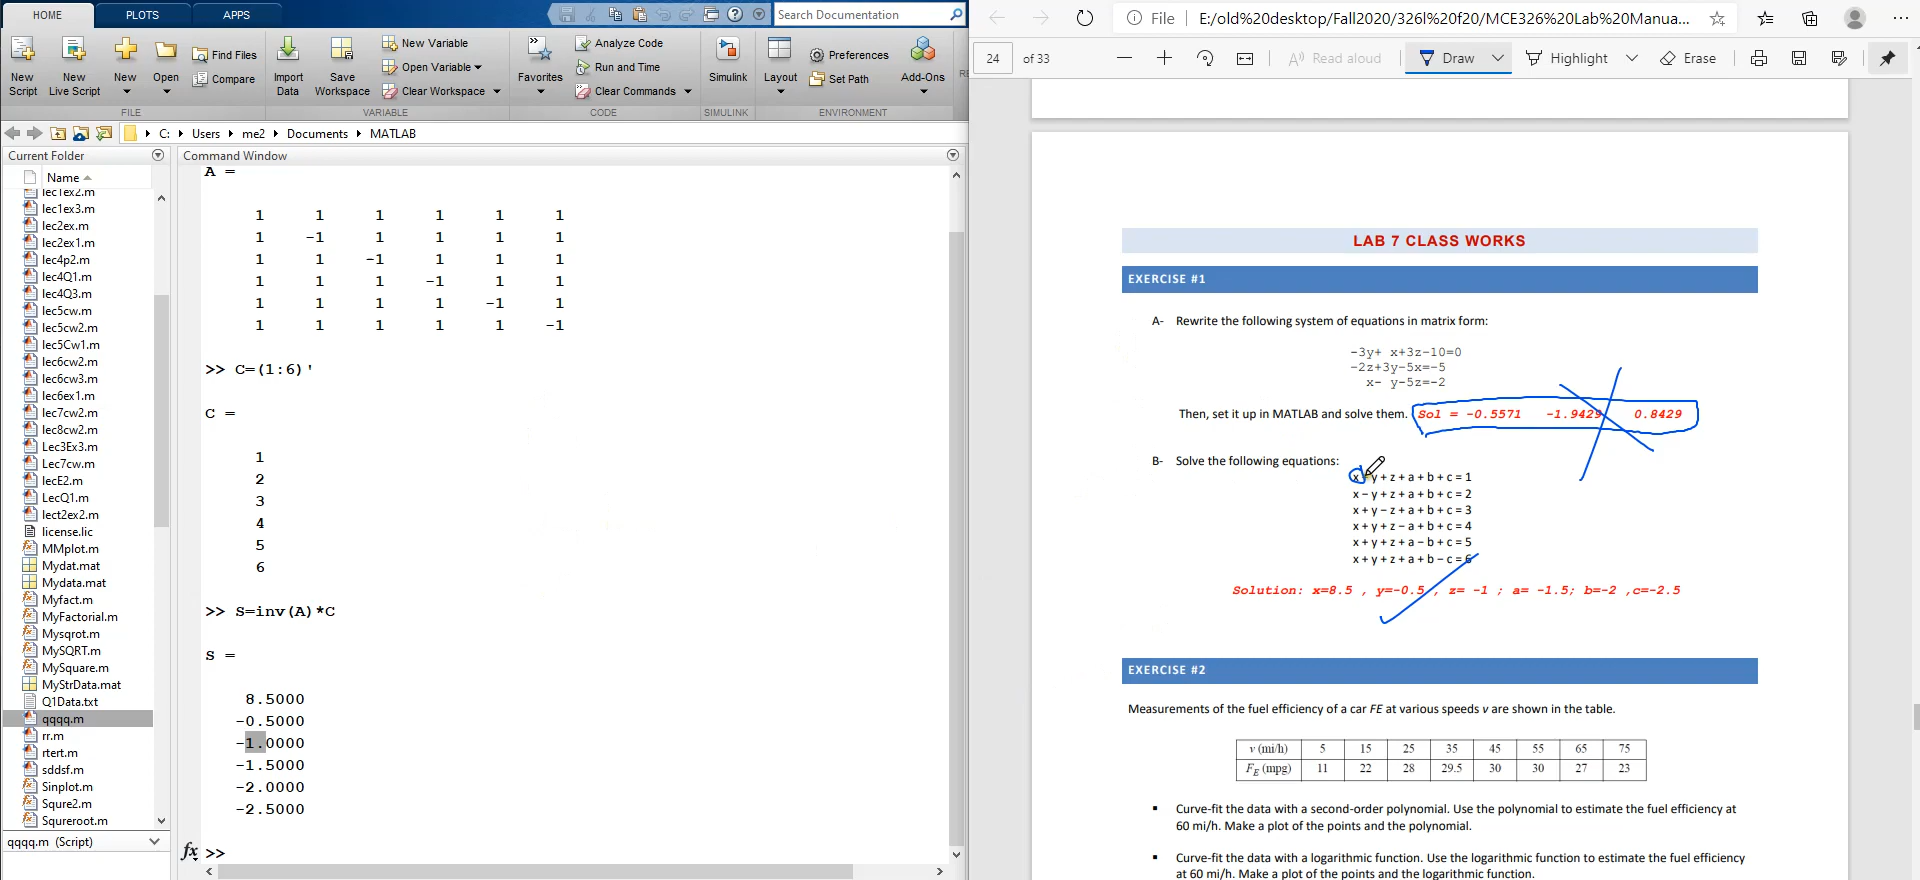 HOME PLOTS APPS
Search Documentation
New Script
New Live Script
New
Open
Find Files
Compare
Import Data
Save Workspace
New Variable
Open Variable
Clear Workspace
Favorites
Analyze Code
Run and Time
Clear Commands
Simulink
Layout
Preferences
Set Path
Add-Ons
RE
FILE VARIABLE CODE SIMULINK ENVIRONMENT
C: Users me2 Documents MATLAB
Current Folder
Name
lec1ex2.m
lec1ex3.m
lec2ex.m
lec2ex1.m
lec4p2.m
lec4Q1.m
lec4Q3.m
lec5cw.m
lec5cw2.m
lec5Cw1.m
lec6cw2.m
lec6cw3.m
lec6ex1.m
lec7cw2.m
lec8cw2.m
Lec3Ex3.m
Lec7cw.m
lecE2.m
LecQ1.m
lect2ex2.m
license.lic
MMplot.m
Mydat.mat
Mydata.mat
Myfact.m
MyFactorial.m
Mysqrot.m
MySQRT.m
MySquare.m
MyStrData.mat
Q1Data.txt
qqqq.m
rr.m
rtert.m
sddsf.m
Sinplot.m
Squre2.m
Squreroot.m
qqqq.m (Script)
Command Window
A =
1 1 1 1 1 1
1 -1 1 1 1 1
1 1 -1 1 1 1
1 1 1 -1 1 1
1 1 1 1 -1 1
1 1 1 1 1 -1
>> C=(1:6)'
C =
1
2
3
4
5
6
>> S=inv(A)*C
S =
8.5000
-0.5000
-1.0000
-1.5000
-2.0000
-2.5000
fx >>
File E:/old%20desktop/Fall2020/326l%20f20/MCE326%20Lab%20Manua...
24 of 33 Read aloud Draw Highlight Erase
LAB 7 CLASS WORKS
EXERCISE #1
A- Rewrite the following system of equations in matrix form:
-3y+ x+3z-10=0
-2z+3y-5x=-5
x- y-5z=-2
Then, set it up in MATLAB and solve them. Sol = -0.5571 -1.9429 0.8429
B- Solve the following equations:
x + y + z + a + b + c = 1
x – y + z + a + b + c = 2
x + y – z + a + b + c = 3
x + y + z – a + b + c = 4
x + y + z + a – b + c = 5
x + y + z + a + b – c = 6
Solution: x=8.5 , y=-0.5 , z= -1 ; a= -1.5; b=-2 ,c=-2.5
EXERCISE #2
Measurements of the fuel efficiency of a car FE at various speeds v are shown in the table.
v (mi/h) 5 15 25 35 45 55 65 75
FE (mpg) 11 22 28 29.5 30 30 27 23
▪ Curve-fit the data with a second-order polynomial. Use the polynomial to estimate the fuel efficiency at
60 mi/h. Make a plot of the points and the polynomial.
▪ Curve-fit the data with a logarithmic function. Use the logarithmic function to estimate the fuel efficiency
at 60 mi/h. Make a plot of the points and the logarithmic function.